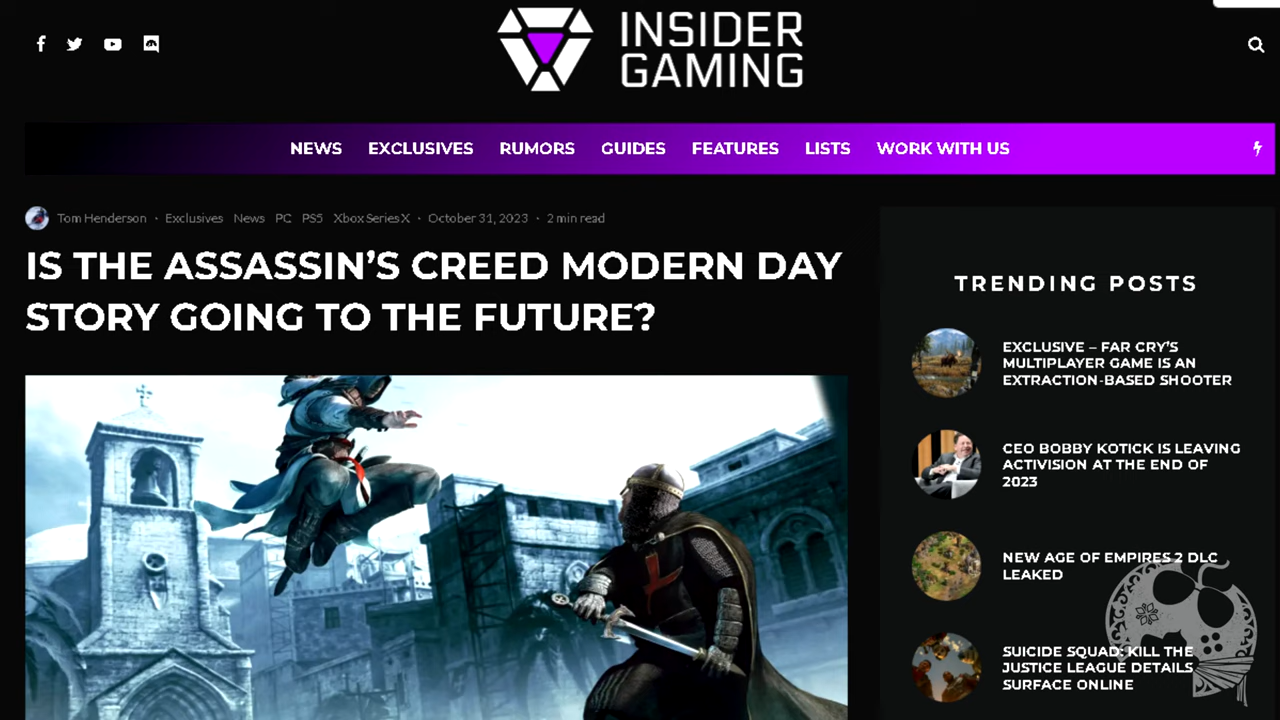 INSIDER
GAMING
NEWS EXCLUSIVES RUMORS GUIDES FEATURES LISTS WORK WITH US
Tom Henderson · Exclusives News PC PS5 Xbox Series X · October 31, 2023 · 2 min read
IS THE ASSASSIN’S CREED MODERN DAY
STORY GOING TO THE FUTURE?
TRENDING POSTS
EXCLUSIVE – FAR CRY’S
MULTIPLAYER GAME IS AN
EXTRACTION-BASED SHOOTER
CEO BOBBY KOTICK IS LEAVING
ACTIVISION AT THE END OF
2023
NEW AGE OF EMPIRES 2 DLC
LEAKED
SUICIDE SQUAD: KILL THE
JUSTICE LEAGUE DETAILS
SURFACE ONLINE